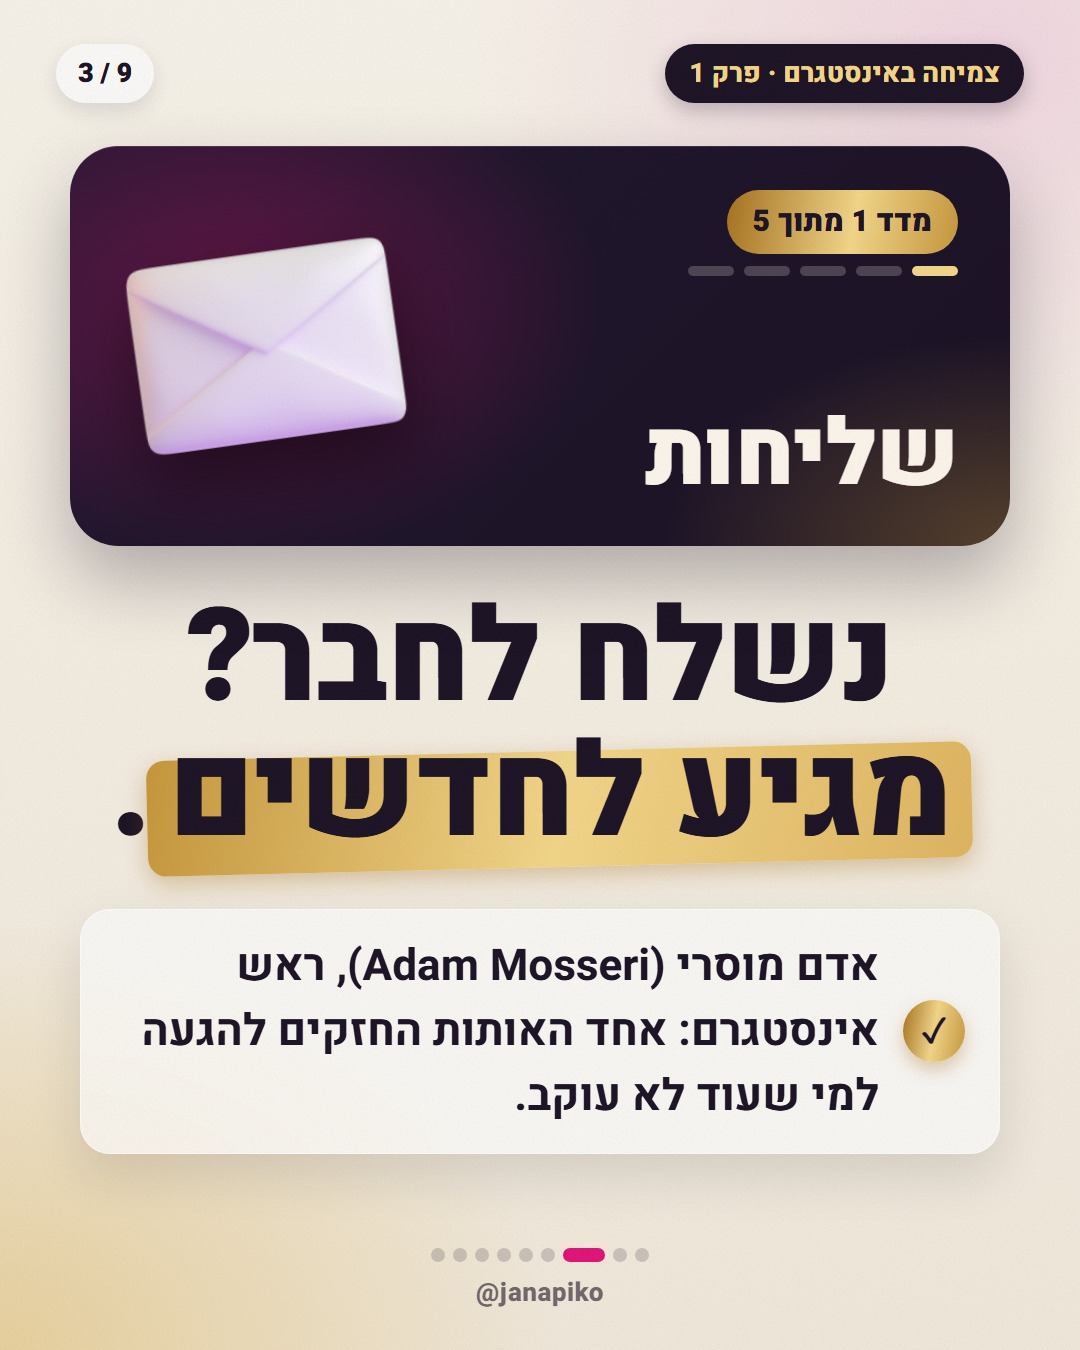 צמיחה באינסטגרם · פרק 1
3 / 9
מדד 1 מתוך 5
שליחות
נשלח לחבר?
מגיע לחדשים.
אדם מוסרי (Adam Mosseri), ראש
אינסטגרם: אחד האותות החזקים להגעה
למי שעוד לא עוקב.
@janapiko